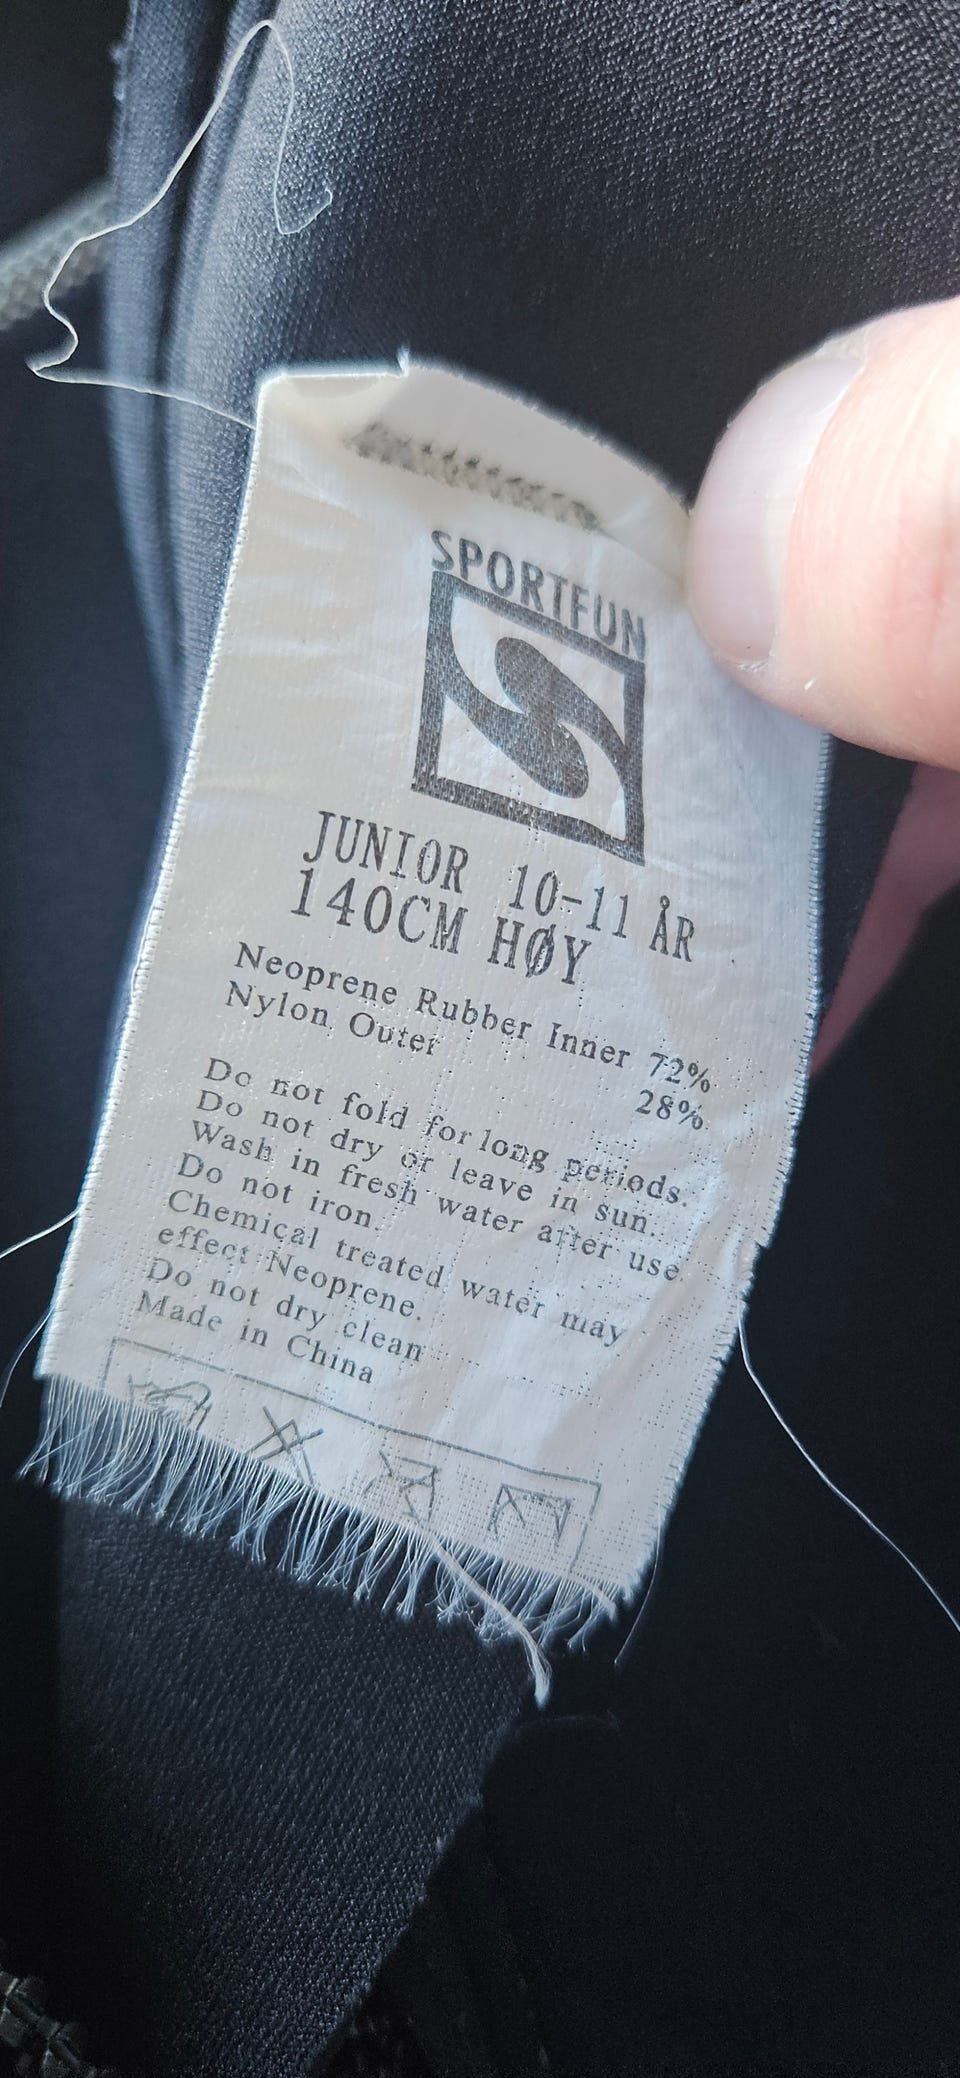 SPORTFUN
JUNIOR 10-11 ÅR
140CM HØY
Neoprene Rubber Inner 72%
Nylon Outer 28%
Do not fold for long periods.
Do not dry or leave in sun.
Wash in fresh water after use
Do not iron.
Chemical treated water may
effect Neoprene.
Do not dry clean
Made in China